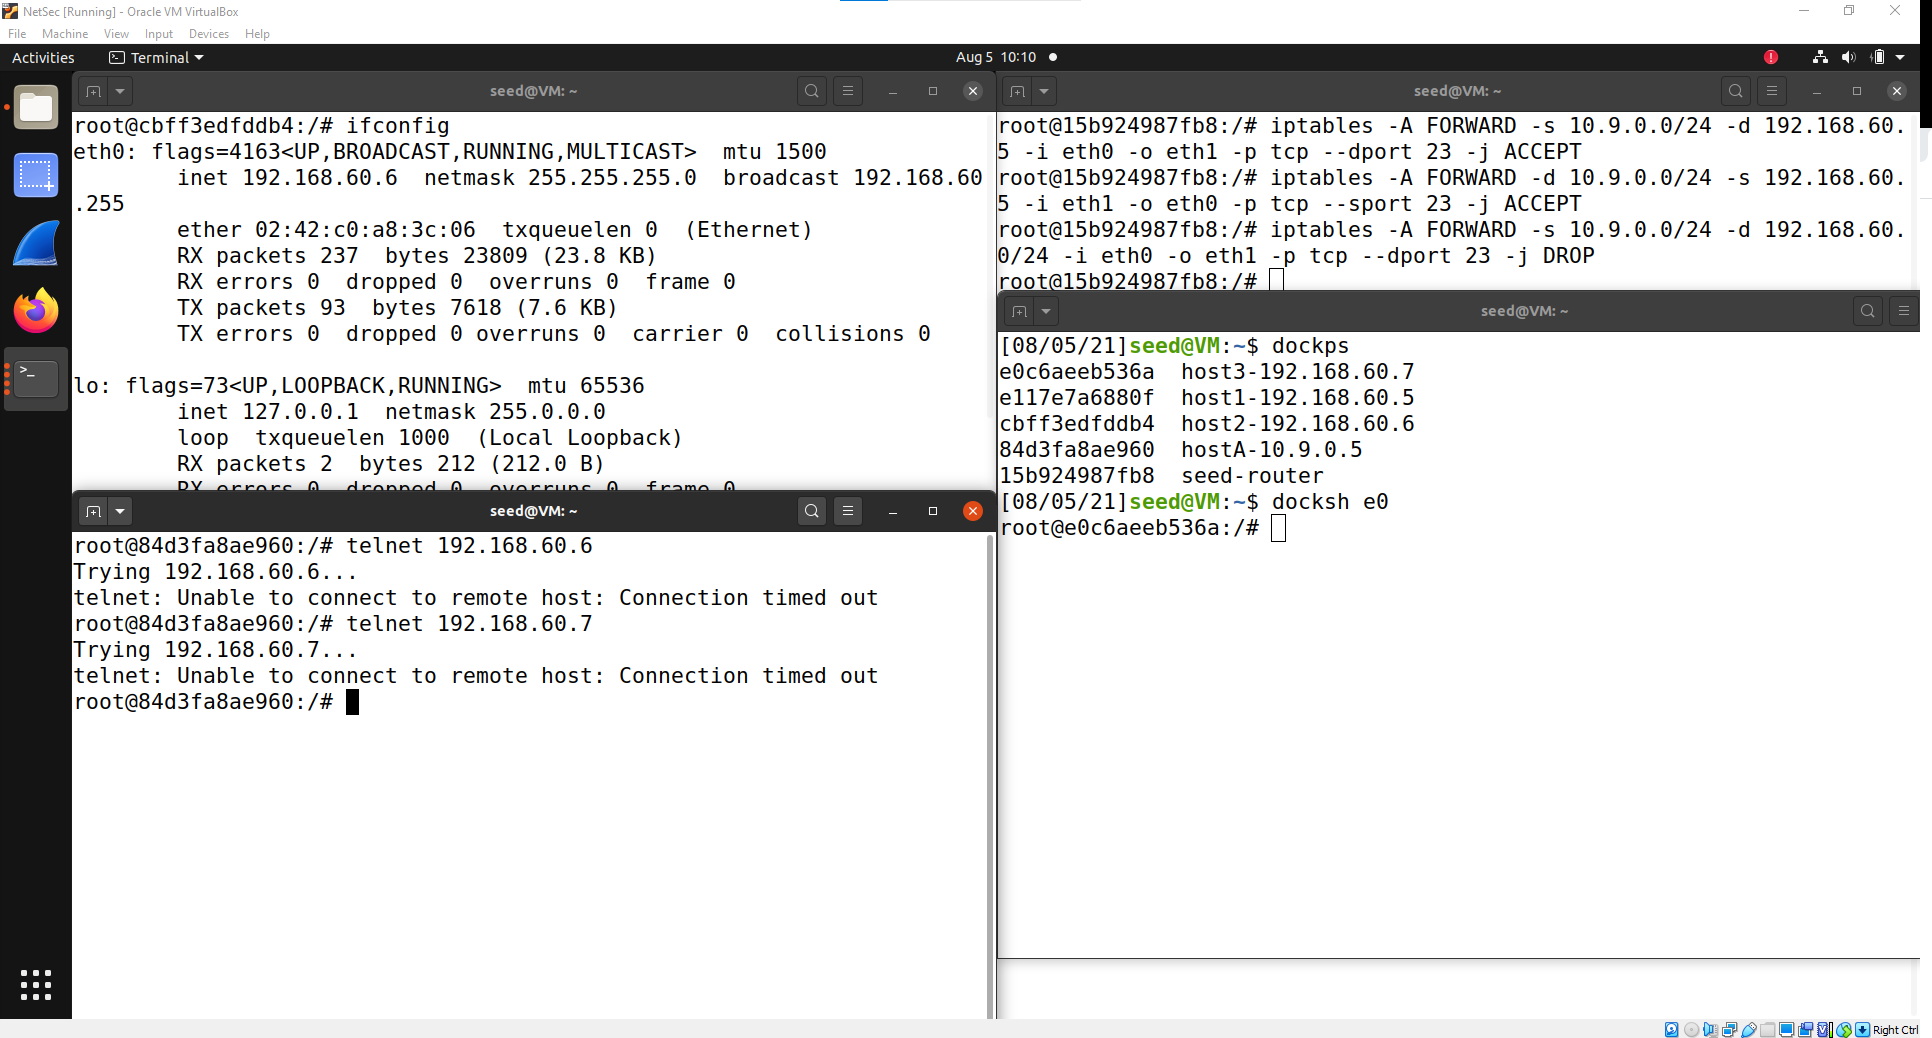 NetSec [Running] - Oracle VM VirtualBox
File Machine View Input Devices Help
Activities Terminal Aug 5 10:10
seed@VM: ~
root@cbff3edfddb4:/# ifconfig
eth0: flags=4163<UP,BROADCAST,RUNNING,MULTICAST> mtu 1500
inet 192.168.60.6 netmask 255.255.255.0 broadcast 192.168.60
.255
ether 02:42:c0:a8:3c:06 txqueuelen 0 (Ethernet)
RX packets 237 bytes 23809 (23.8 KB)
RX errors 0 dropped 0 overruns 0 frame 0
TX packets 93 bytes 7618 (7.6 KB)
TX errors 0 dropped 0 overruns 0 carrier 0 collisions 0
lo: flags=73<UP,LOOPBACK,RUNNING> mtu 65536
inet 127.0.0.1 netmask 255.0.0.0
loop txqueuelen 1000 (Local Loopback)
RX packets 2 bytes 212 (212.0 B)
RX errors 0 dropped 0 overruns 0 frame 0
seed@VM: ~
root@84d3fa8ae960:/# telnet 192.168.60.6
Trying 192.168.60.6...
telnet: Unable to connect to remote host: Connection timed out
root@84d3fa8ae960:/# telnet 192.168.60.7
Trying 192.168.60.7...
telnet: Unable to connect to remote host: Connection timed out
root@84d3fa8ae960:/#
seed@VM: ~
root@15b924987fb8:/# iptables -A FORWARD -s 10.9.0.0/24 -d 192.168.60.
5 -i eth0 -o eth1 -p tcp --dport 23 -j ACCEPT
root@15b924987fb8:/# iptables -A FORWARD -d 10.9.0.0/24 -s 192.168.60.
5 -i eth1 -o eth0 -p tcp --sport 23 -j ACCEPT
root@15b924987fb8:/# iptables -A FORWARD -s 10.9.0.0/24 -d 192.168.60.
0/24 -i eth0 -o eth1 -p tcp --dport 23 -j DROP
root@15b924987fb8:/#
seed@VM: ~
[08/05/21]seed@VM:~$ dockps
e0c6aeeb536a host3-192.168.60.7
e117e7a6880f host1-192.168.60.5
cbff3edfddb4 host2-192.168.60.6
84d3fa8ae960 hostA-10.9.0.5
15b924987fb8 seed-router
[08/05/21]seed@VM:~$ docksh e0
root@e0c6aeeb536a:/#
Right Ctrl